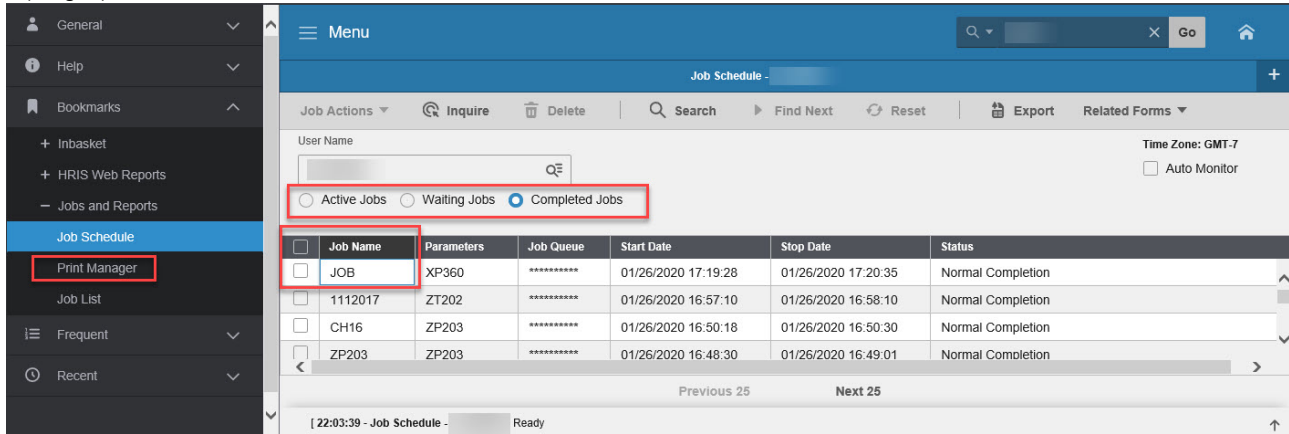 General
Help
Bookmarks
+ Inbasket
+ HRIS Web Reports
− Jobs and Reports
Job Schedule
Print Manager
Job List
Frequent
Recent
Menu
Go
Job Schedule -
+
Job Actions Inquire Delete Search Find Next Reset Export Related Forms
User Name
Time Zone: GMT-7
Auto Monitor
Active Jobs Waiting Jobs Completed Jobs
Job Name Parameters Job Queue Start Date Stop Date Status
JOB XP360 ********** 01/26/2020 17:19:28 01/26/2020 17:20:35 Normal Completion
1112017 ZT202 ********** 01/26/2020 16:57:10 01/26/2020 16:58:10 Normal Completion
CH16 ZP203 ********** 01/26/2020 16:50:18 01/26/2020 16:50:30 Normal Completion
ZP203 ZP203 ********** 01/26/2020 16:48:30 01/26/2020 16:49:01 Normal Completion
Previous 25 Next 25
[ 22:03:39 - Job Schedule - Ready